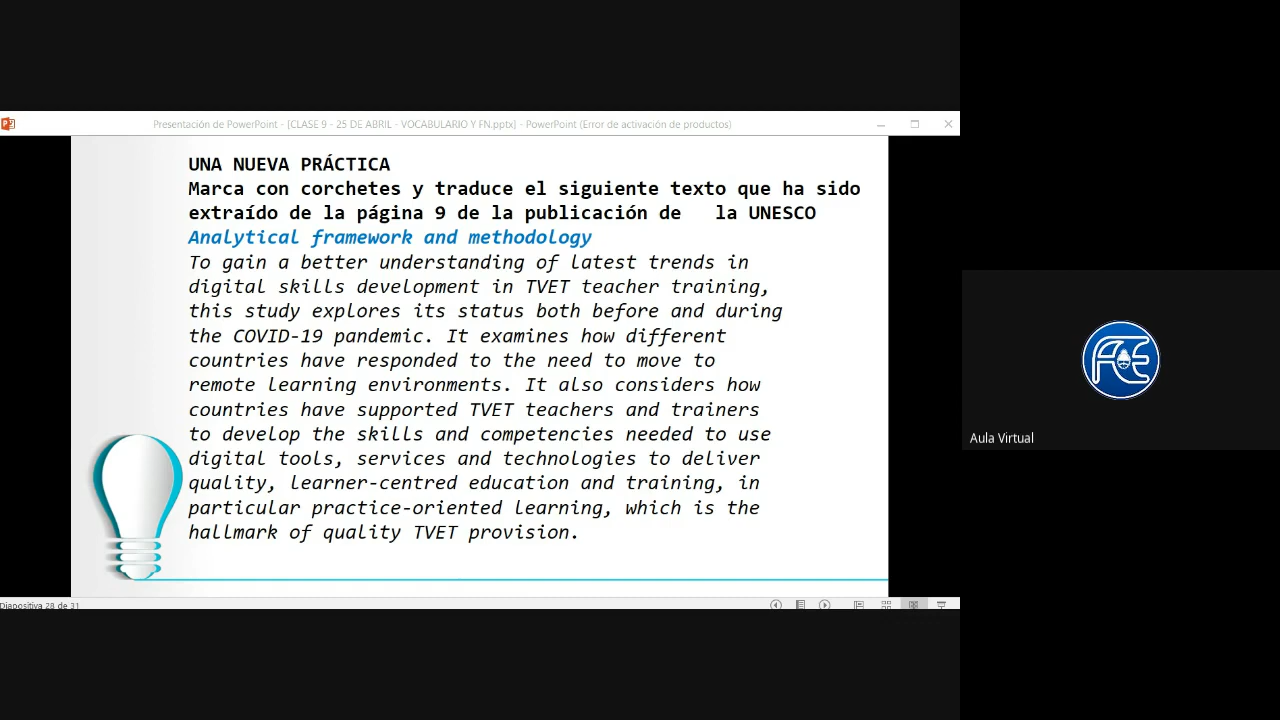 Presentación de PowerPoint - [CLASE 9 - 25 DE ABRIL - VOCABULARIO Y FN.pptx] - PowerPoint (Error de activación de productos)
UNA NUEVA PRÁCTICA
Marca con corchetes y traduce el siguiente texto que ha sido
extraído de la página 9 de la publicación de la UNESCO
Analytical framework and methodology
To gain a better understanding of latest trends in
digital skills development in TVET teacher training,
this study explores its status both before and during
the COVID-19 pandemic. It examines how different
countries have responded to the need to move to
remote learning environments. It also considers how
countries have supported TVET teachers and trainers
to develop the skills and competencies needed to use
digital tools, services and technologies to deliver
quality, learner-centred education and training, in
particular practice-oriented learning, which is the
hallmark of quality TVET provision.
Diapositiva 28 de 31
Aula Virtual